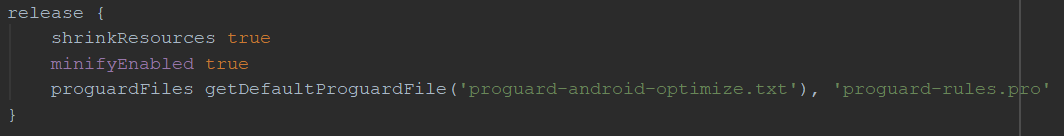 release {
    shrinkResources true
    minifyEnabled true
    proguardFiles getDefaultProguardFile('proguard-android-optimize.txt'), 'proguard-rules.pro'
}